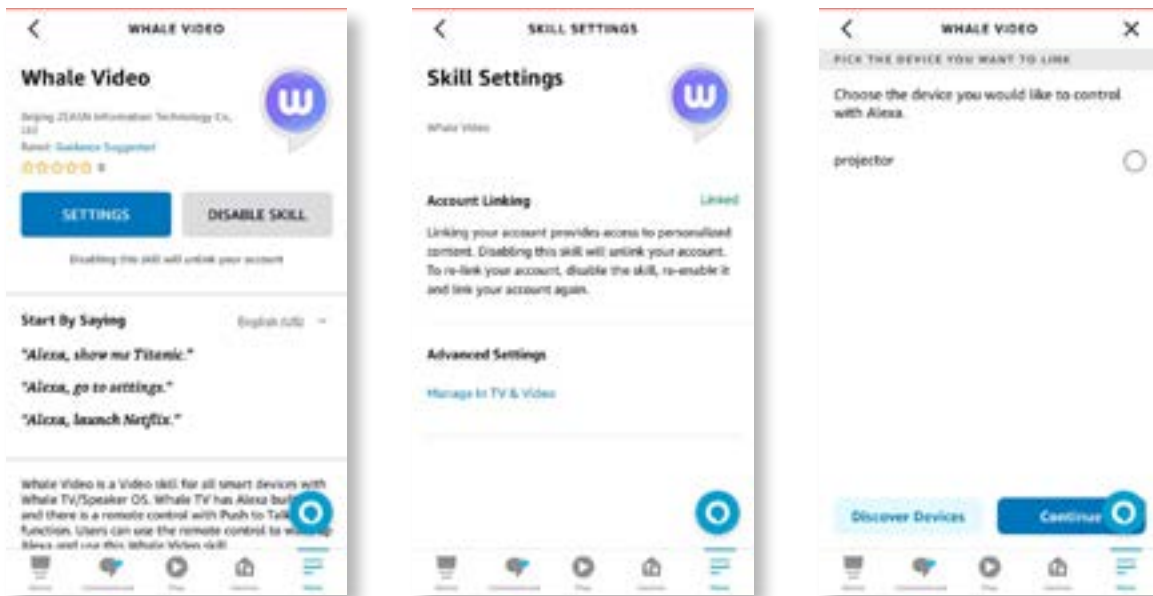 WHALE VIDEO
Whale Video
Beijing ZEASN Information Technology Co.,
Ltd
Rated: Guidance Suggested
SETTINGS
DISABLE SKILL
Disabling this skill will unlink your account
Start By Saying
English (US)
"Alexa, show me Titanic."
"Alexa, go to settings."
"Alexa, launch Netflix."
Whale Video is a Video skill for all smart devices with
Whale TV/Speaker OS. Whale TV has Alexa
and there is a remote control with Push to Talk
function. Users can use the remote control to
Alexa and use this Whale Video skill
SKILL SETTINGS
Skill Settings
Whale Video
Account Linking
Linked
Linking your account provides access to personalized
content. Disabling this skill will unlink your account.
To re-link your account, disable the skill, re-enable it
and link your account again.
Advanced Settings
Manage in TV & Video
WHALE VIDEO
PICK THE DEVICE YOU WANT TO LINK
Choose the device you would like to control
with Alexa.
projector
Discover Devices
Continue